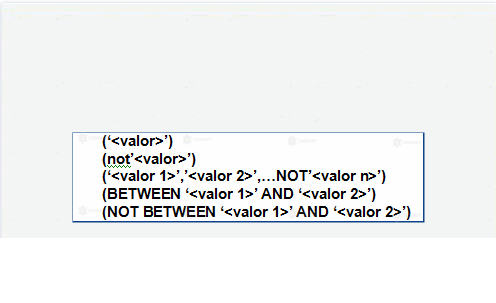 (‘<valor>’)
(not’<valor>’)
(‘<valor 1>’,’<valor 2>’,…NOT’<valor n>’)
(BETWEEN ‘<valor 1>’ AND ‘<valor 2>’)
(NOT BETWEEN ‘<valor 1>’ AND ‘<valor 2>’)